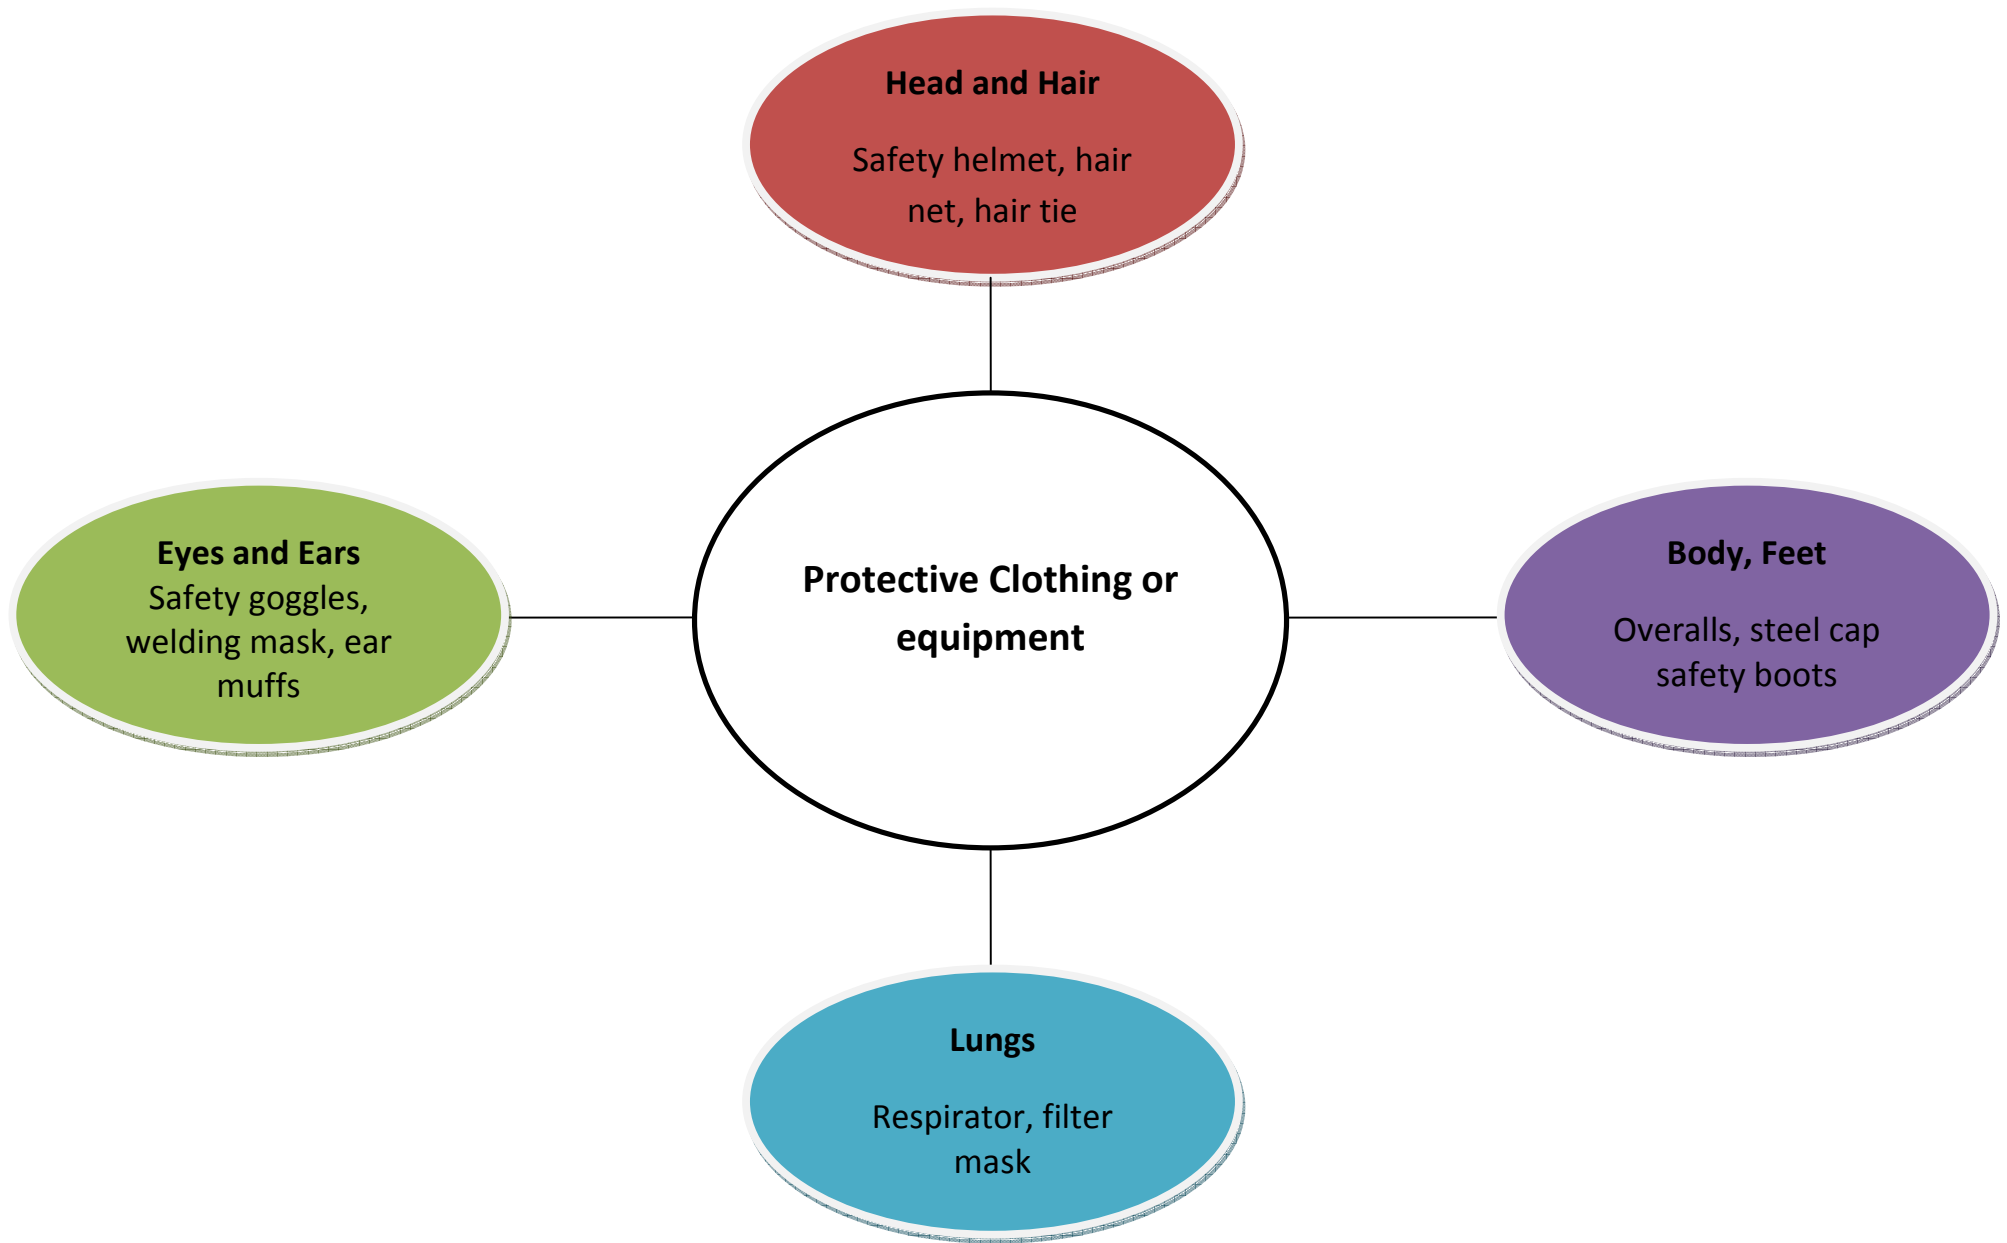 Head and Hair
Safety helmet, hair
net, hair tie
Eyes and Ears
Safety goggles,
welding mask, ear
muffs
Protective Clothing or
equipment
Body, Feet
Overalls, steel cap
safety boots
Lungs
Respirator, filter
mask